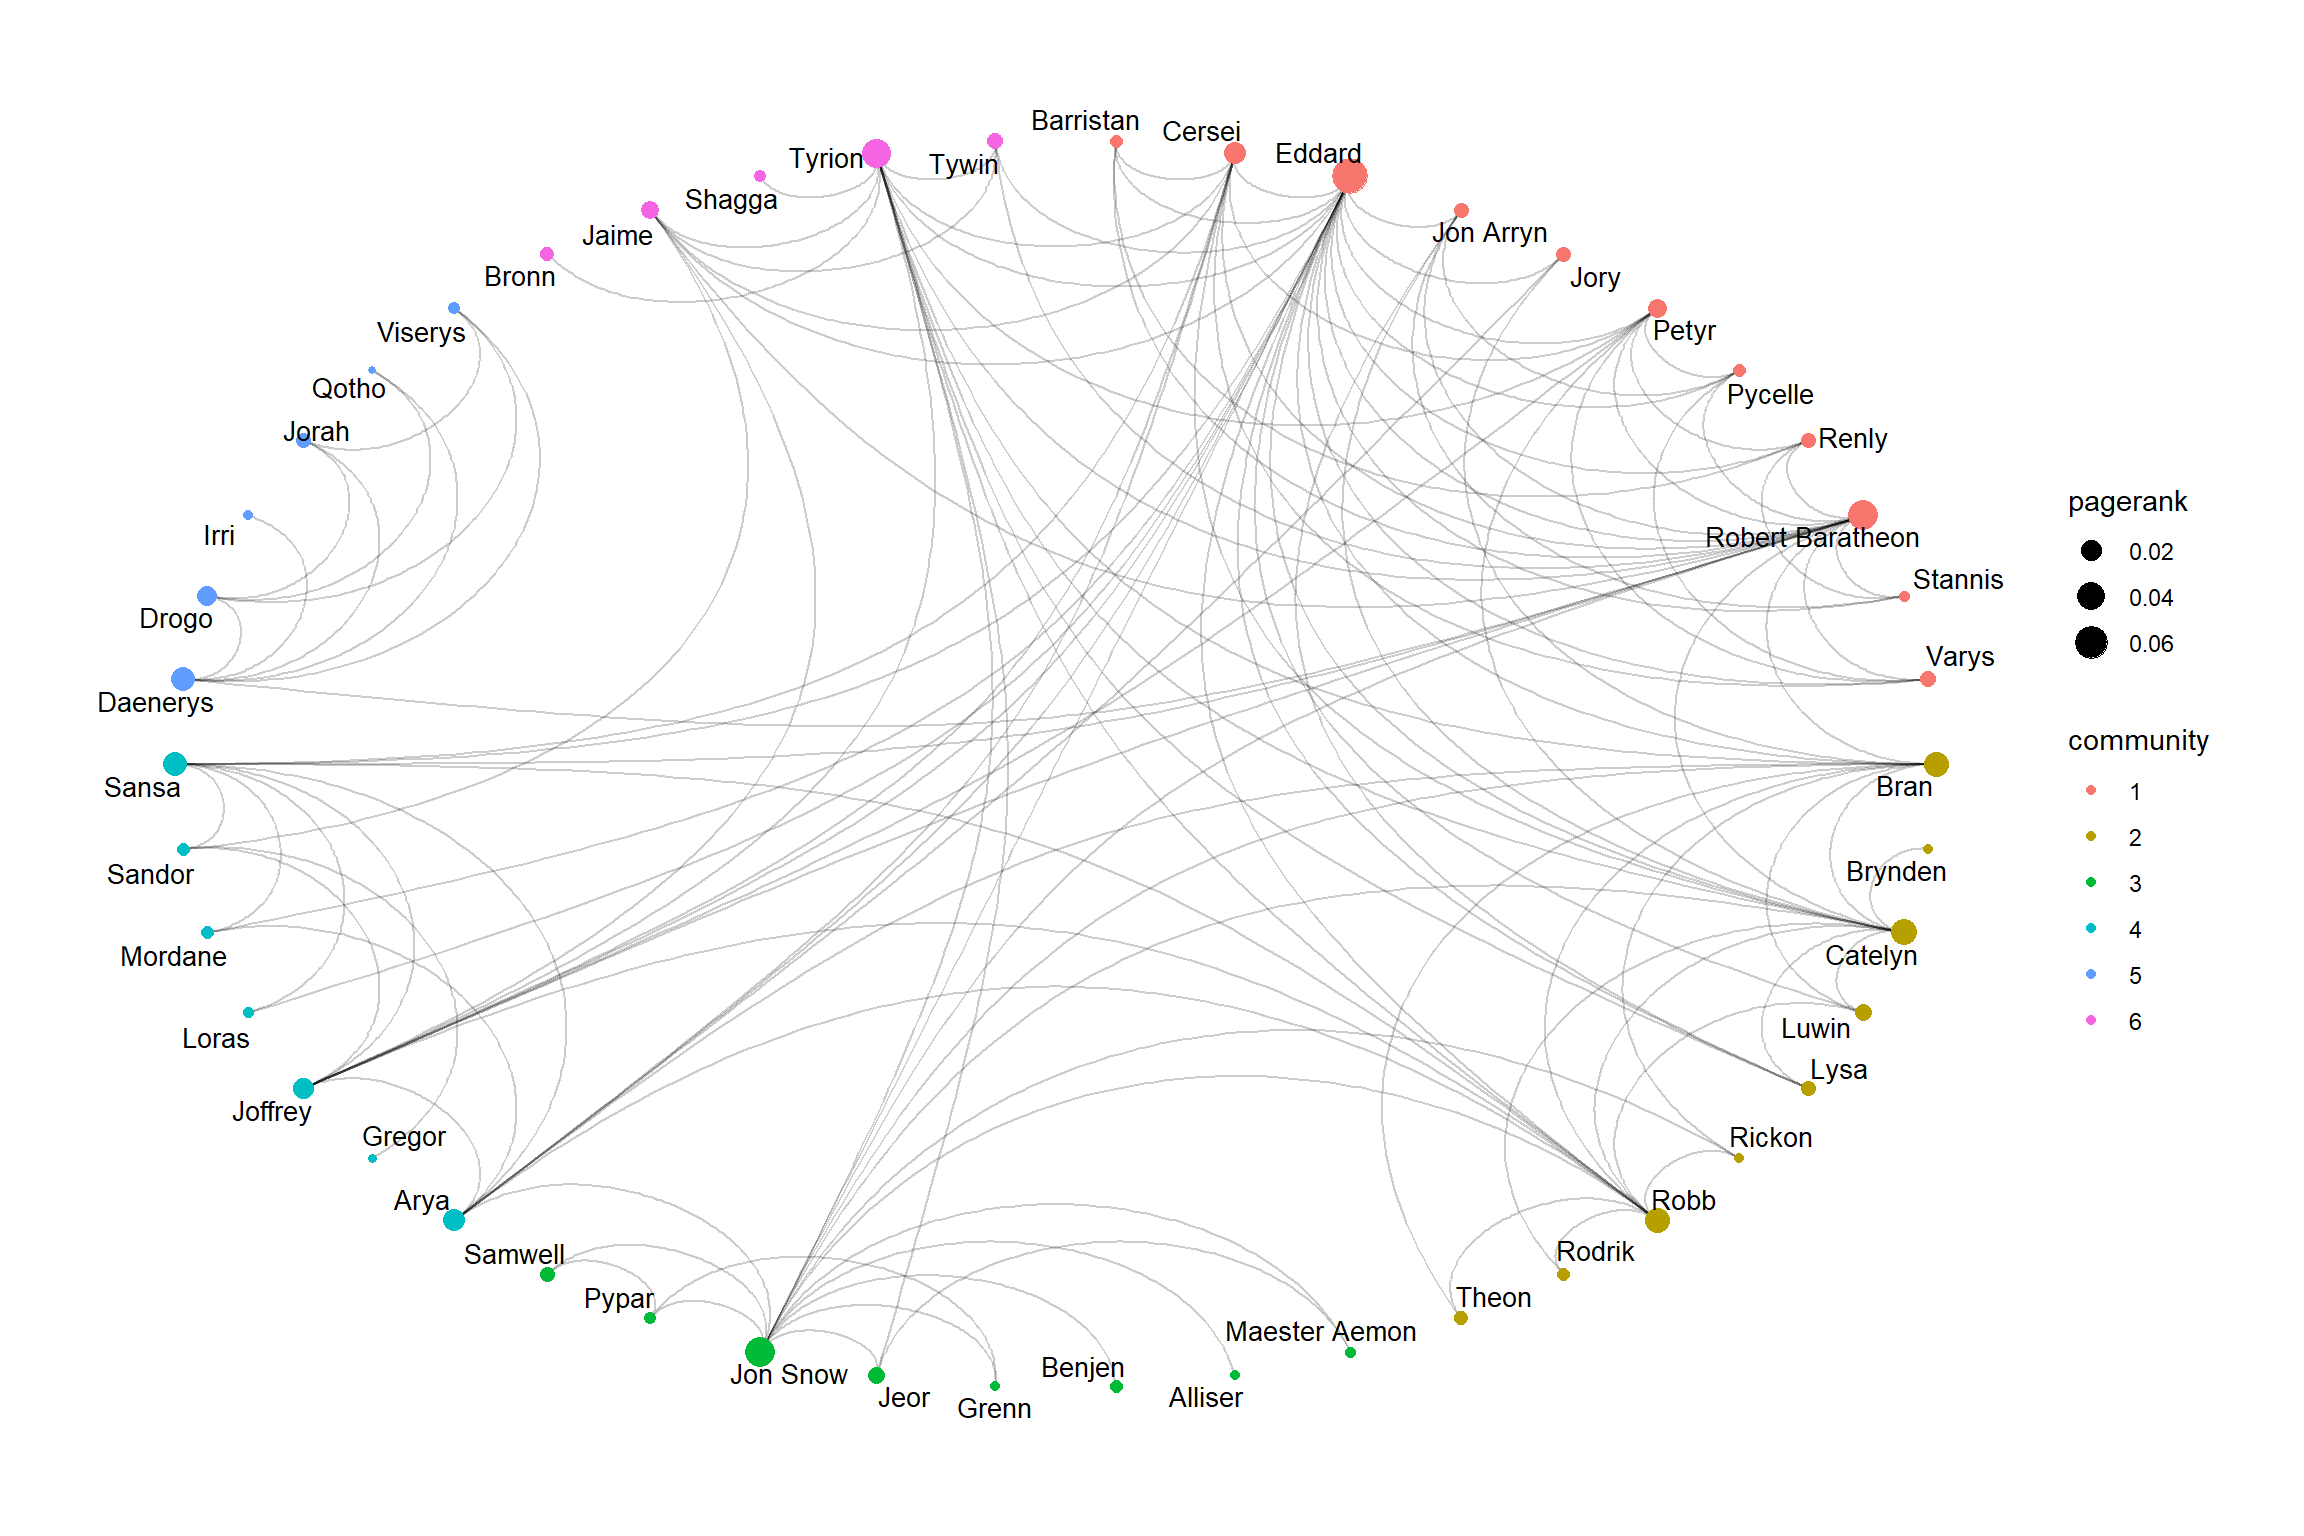 Barristan
Cersei
Eddard
Tyrion
Tywin
Shagga
Jaime
Jon Arryn
Bronn
Jory
Viserys
Petyr
Qotho
Pycelle
Jorah
Renly
Irri
Robert Baratheon
Drogo
Stannis
Daenerys
Varys
Sansa
Bran
Sandor
Brynden
Mordane
Catelyn
Loras
Luwin
Joffrey
Lysa
Gregor
Rickon
Arya
Robb
Samwell
Rodrik
Pypar
Theon
Jon Snow
Maester Aemon
Jeor
Benjen
Grenn
Alliser
pagerank
0.02
0.04
0.06
community
1
2
3
4
5
6